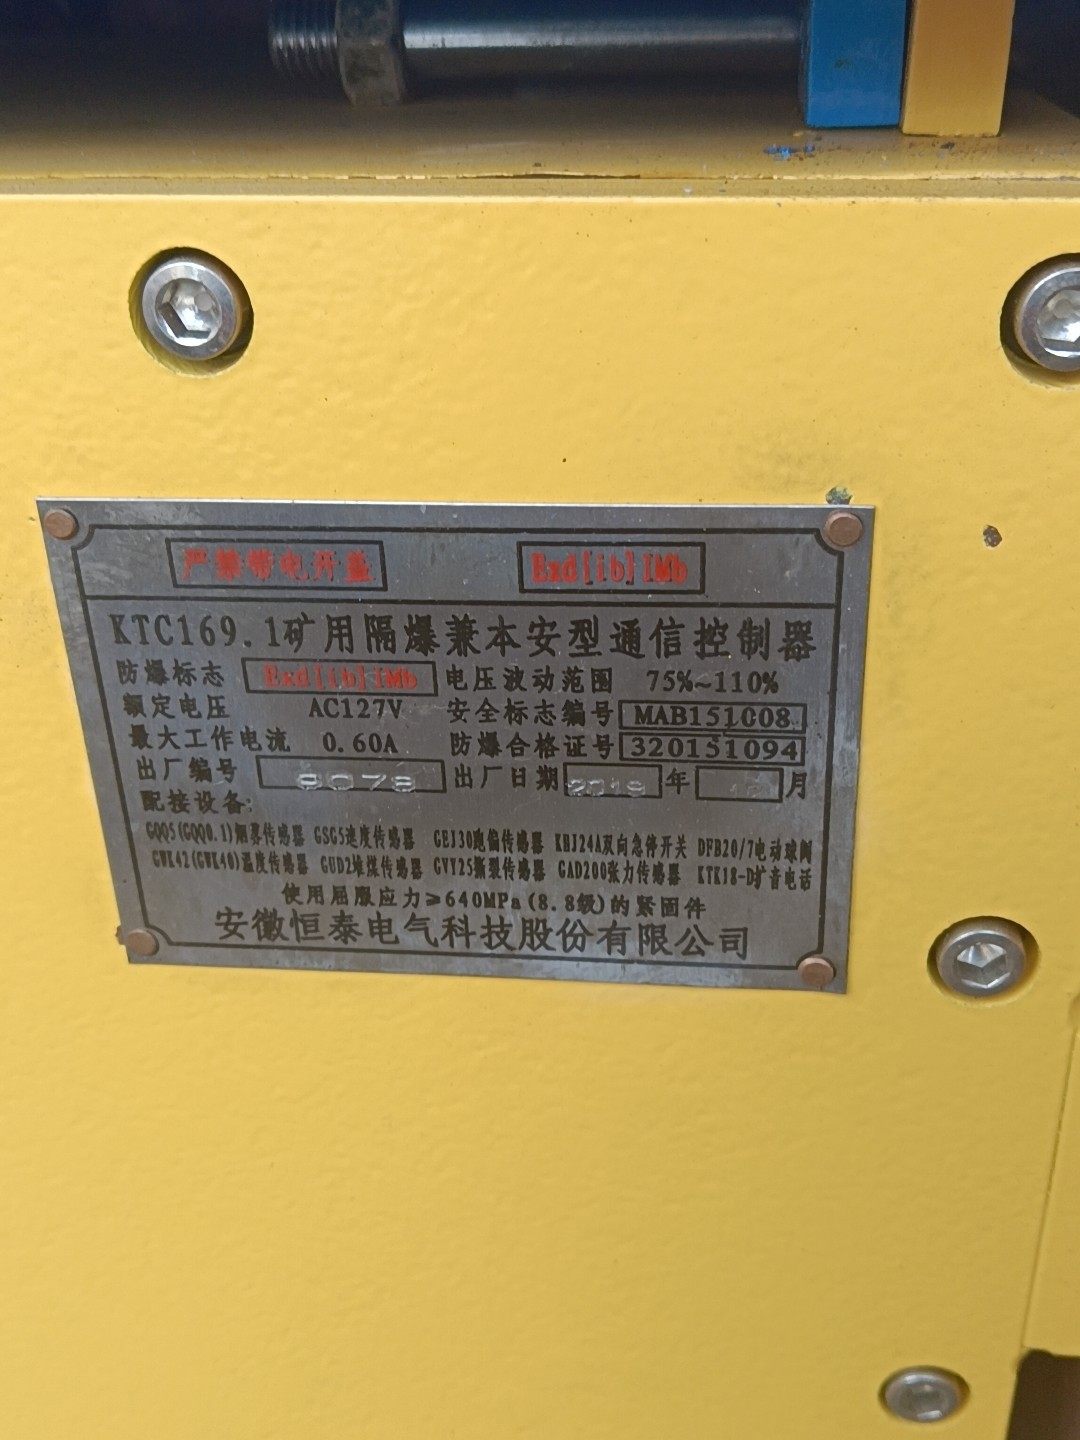 严禁带电开盖 Exd[ib]IMb
KTC169.1矿用隔爆兼本安型通信控制器
防爆标志 Exd[ib]IMb 电压波动范围 75%~110%
额定电压 AC127V 安全标志编号 MAB151008
最大工作电流 0.60A 防爆合格证号 320151094
出厂编号 8078 出厂日期 2019 年 月
配接设备:
GQQ5(GQQ0.1)烟雾传感器 GSG5速度传感器 GEJ30跑偏传感器 KHJ24A双向急停开关 DFB20/7电动球阀
GWK42(GWK40)温度传感器 GUD2堆煤传感器 GVY25撕裂传感器 GAD200张力传感器 KTK18-D扩音电话
使用屈服应力≥640MPa(8.8级)的紧固件
安徽恒泰电气科技股份有限公司